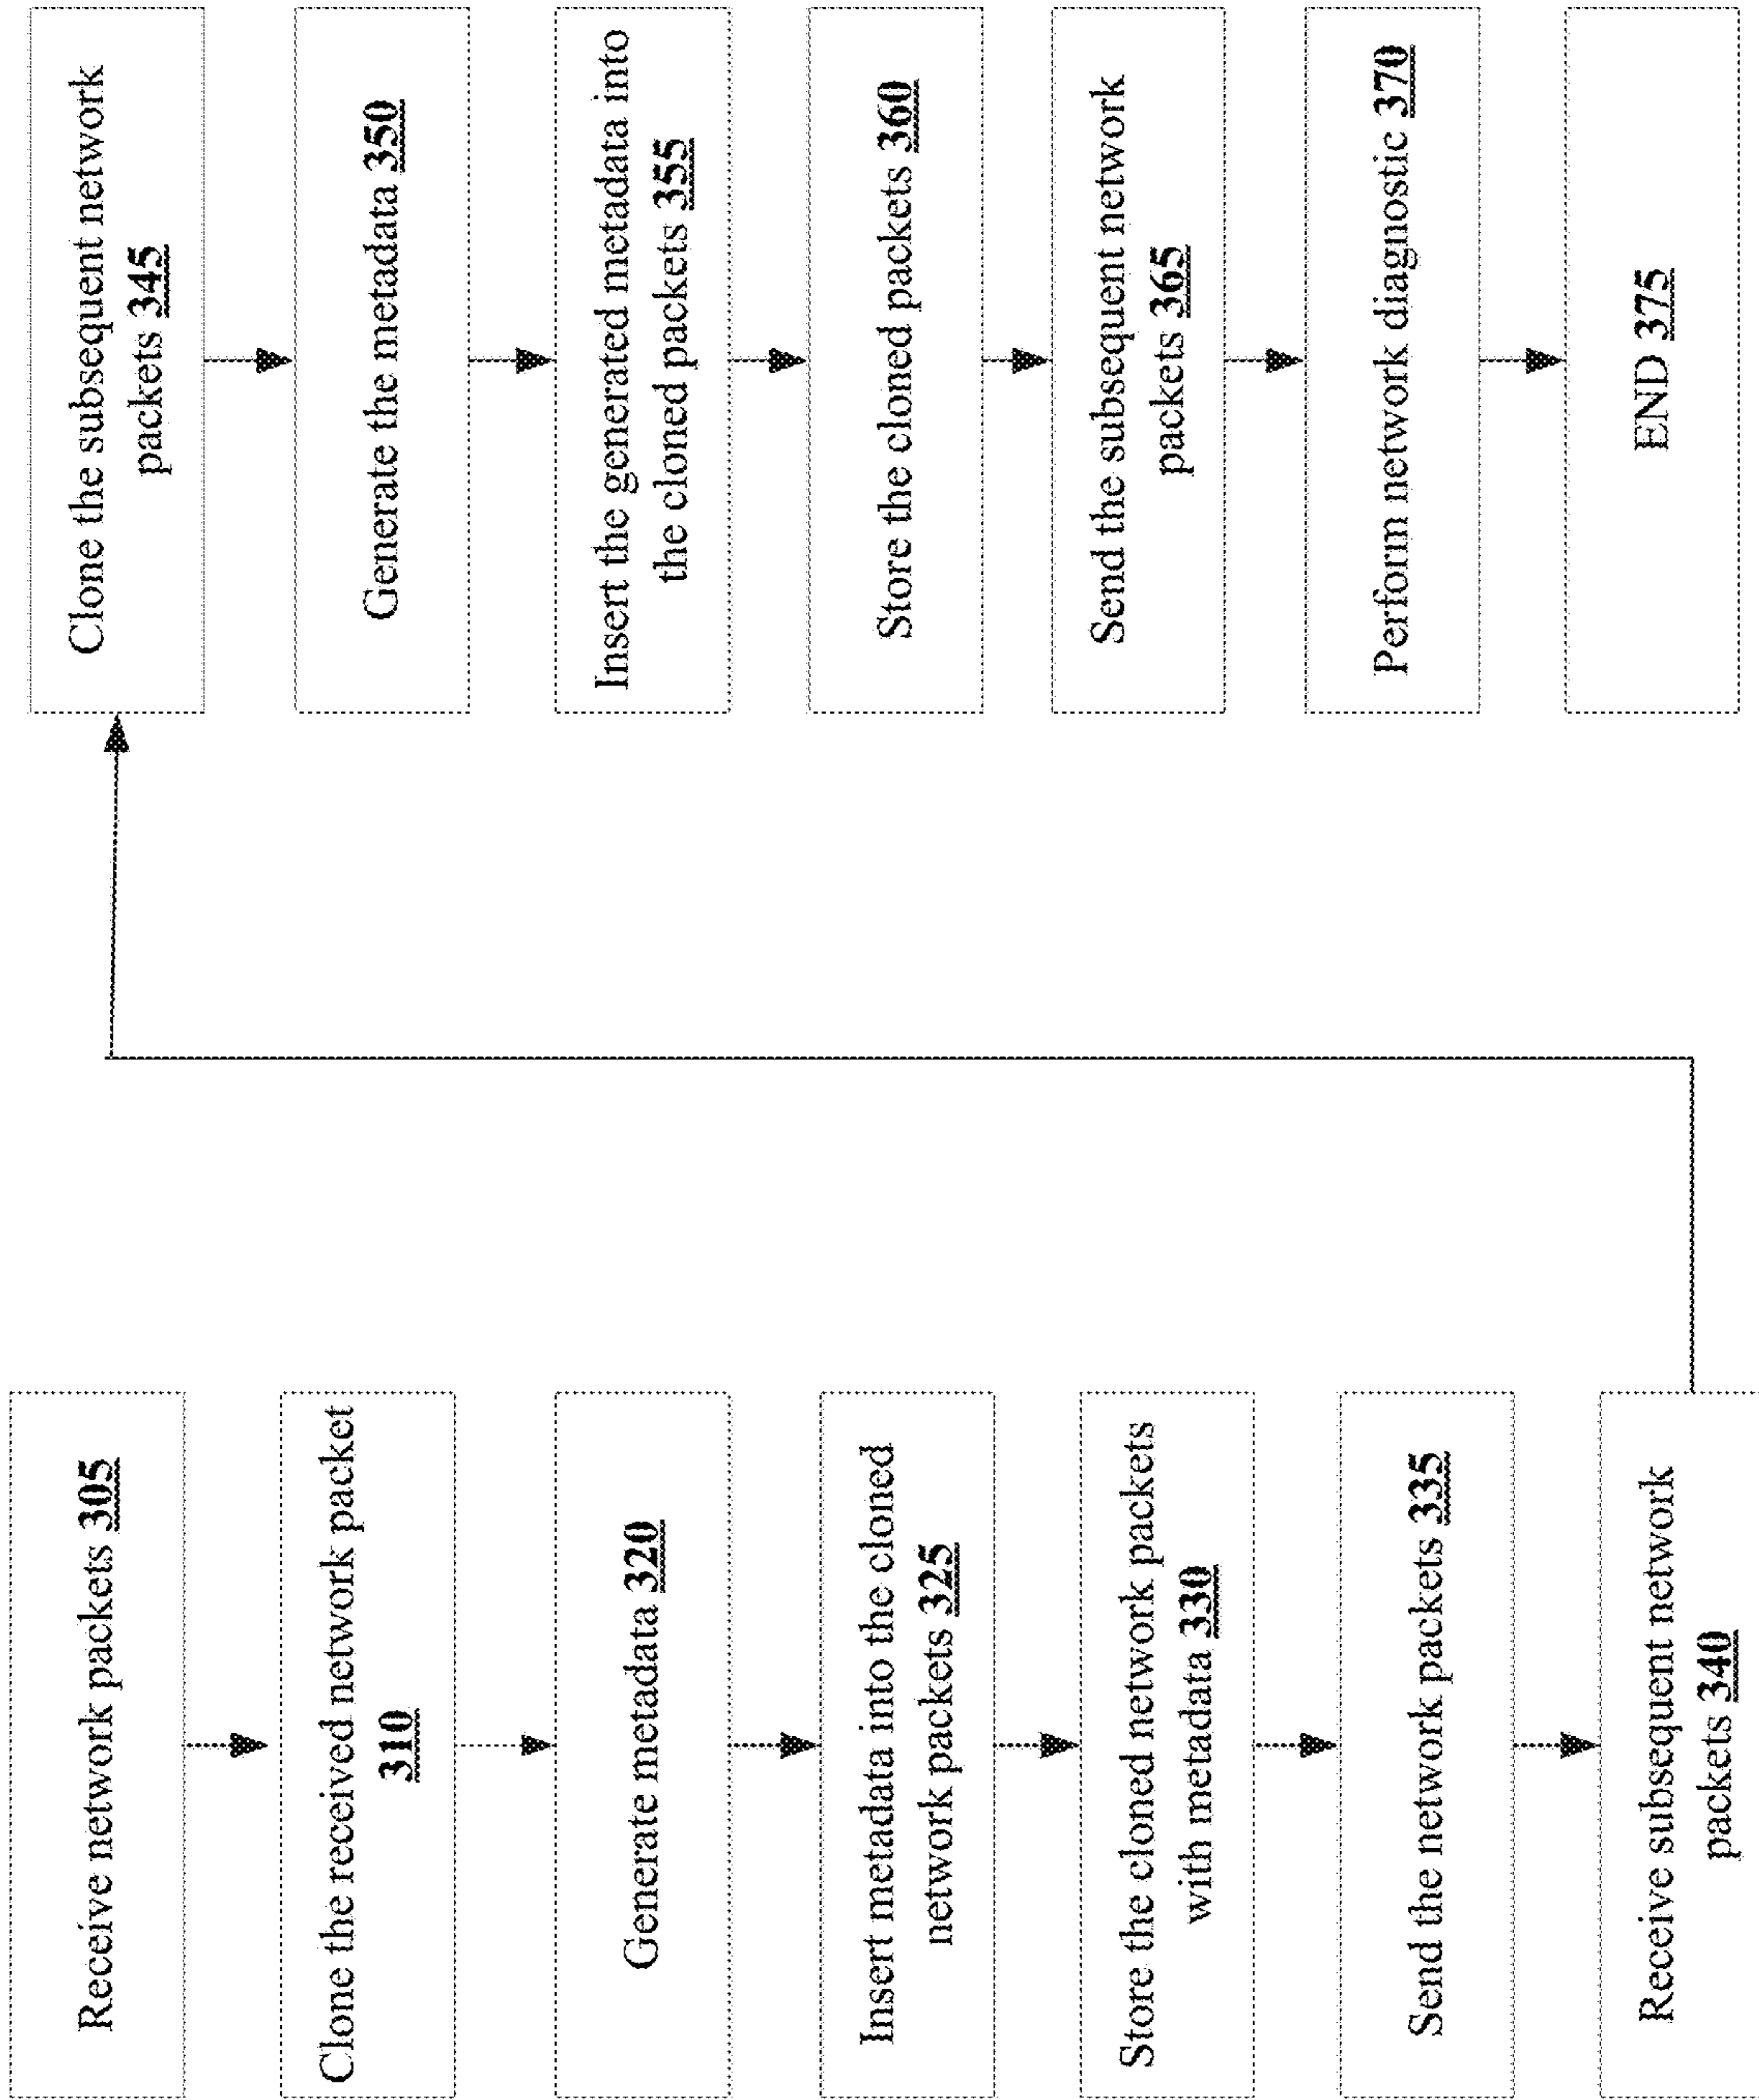 Receive network packets 305
Clone the received network packet
310
Generate metadata 320
Insert metadata into the cloned
network packets 325
Store the cloned network packets
with metadata 330
Send the network packets 335
Receive subsequent network
packets 340
Clone the subsequent network
packets 345
Generate the metadata 350
Insert the generated metadata into
the cloned packets 355
Store the cloned packets 360
Send the subsequent network
packets 365
Perform network diagnostic 370
END 375